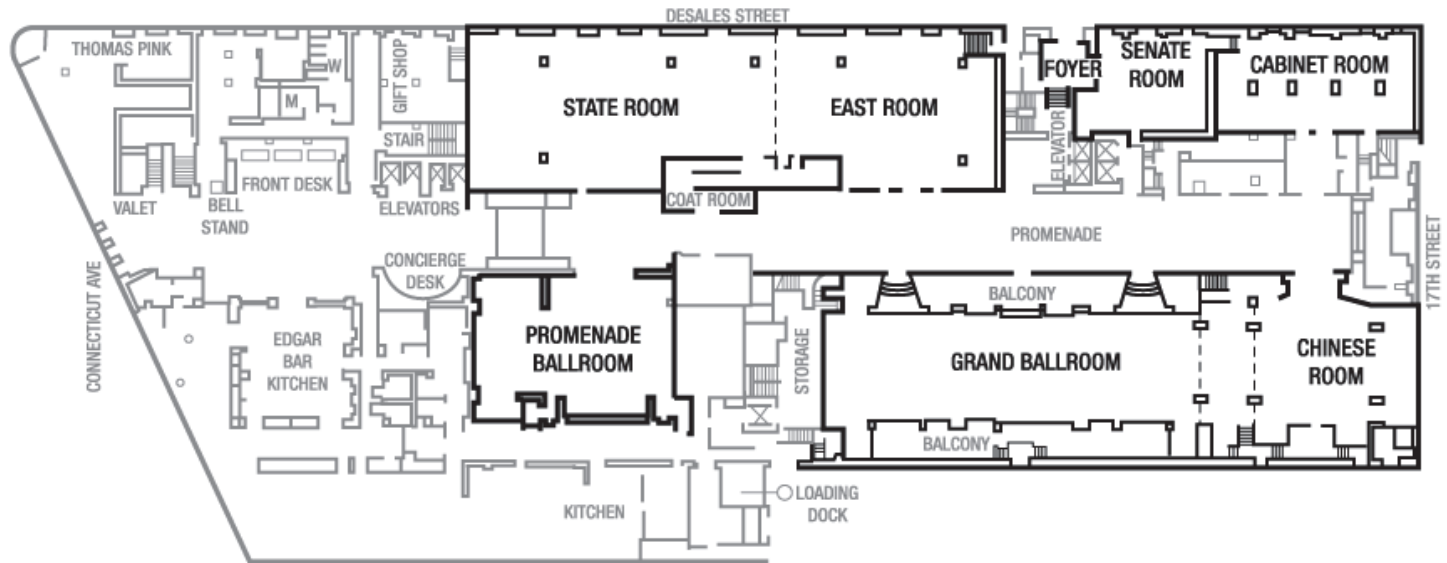 DESALES STREET
THOMAS PINK
W
M
GIFT SHOP
STAIR
STATE ROOM
EAST ROOM
FOYER
SENATE
ROOM
CABINET ROOM
ELEVATOR
FRONT DESK
VALET
BELL
STAND
ELEVATORS
COAT ROOM
PROMENADE
17TH STREET
CONNECTICUT AVE
CONCIERGE
DESK
EDGAR
BAR
KITCHEN
PROMENADE
BALLROOM
STORAGE
BALCONY
GRAND BALLROOM
CHINESE
ROOM
BALCONY
KITCHEN
LOADING
DOCK